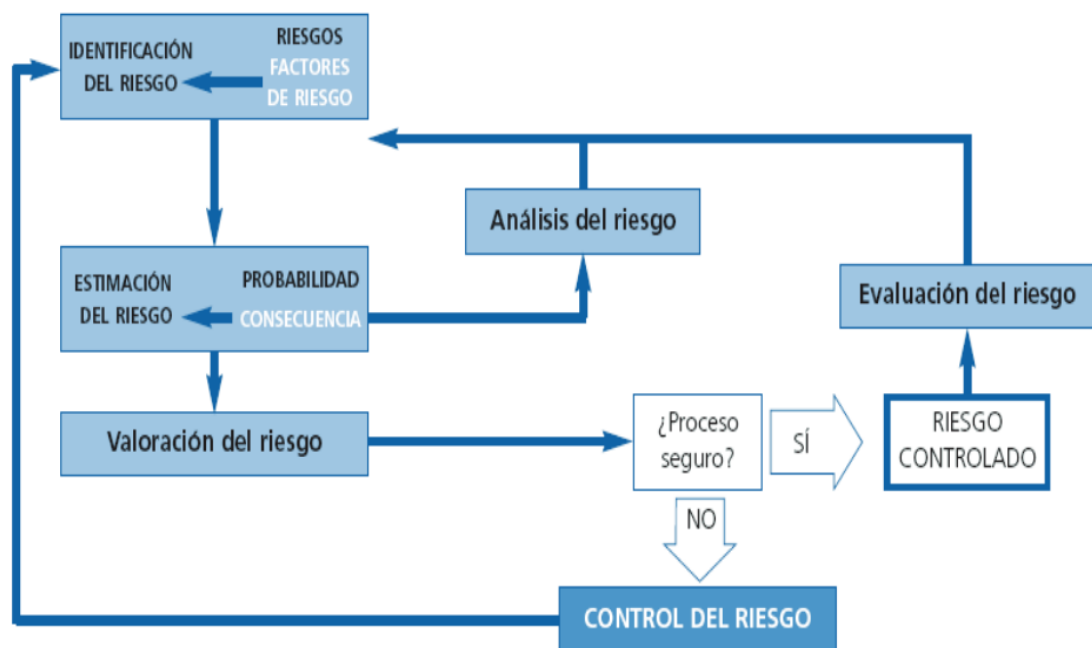 IDENTIFICACIÓN
DEL RIESGO
RIESGOS
FACTORES
DE RIESGO
Análisis del riesgo
ESTIMACIÓN
DEL RIESGO
PROBABILIDAD
CONSECUENCIA
Evaluación del riesgo
Valoración del riesgo
¿Proceso
seguro?
SÍ
RIESGO
CONTROLADO
NO
CONTROL DEL RIESGO